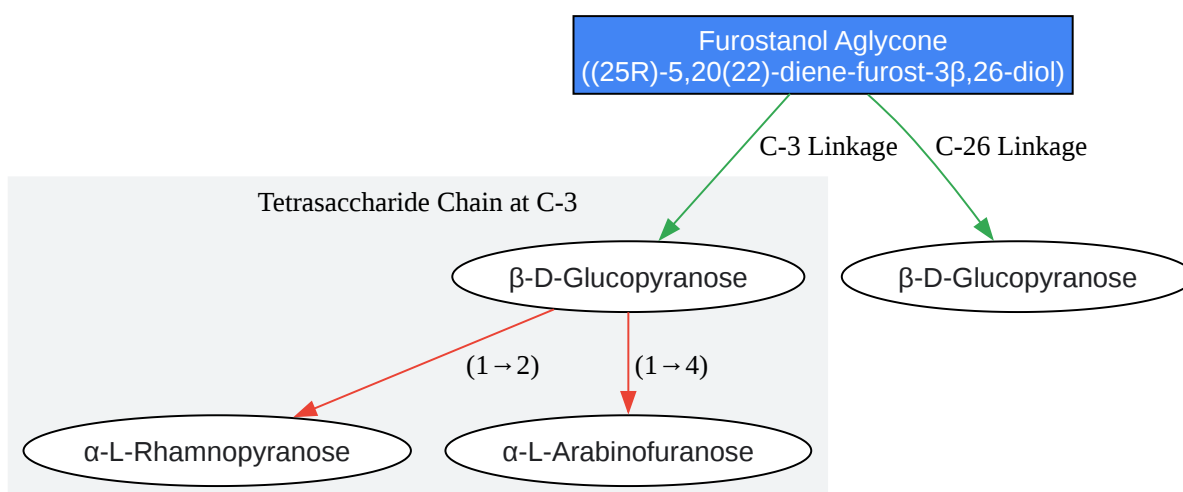 Furostanol Aglycone
((25R)-5,20(22)-diene-furost-3β,26-diol)
C-3 Linkage
C-26 Linkage
Tetrasaccharide Chain at C-3
β-D-Glucopyranose
β-D-Glucopyranose
(1→2)
(1→4)
α-L-Rhamnopyranose
α-L-Arabinofuranose